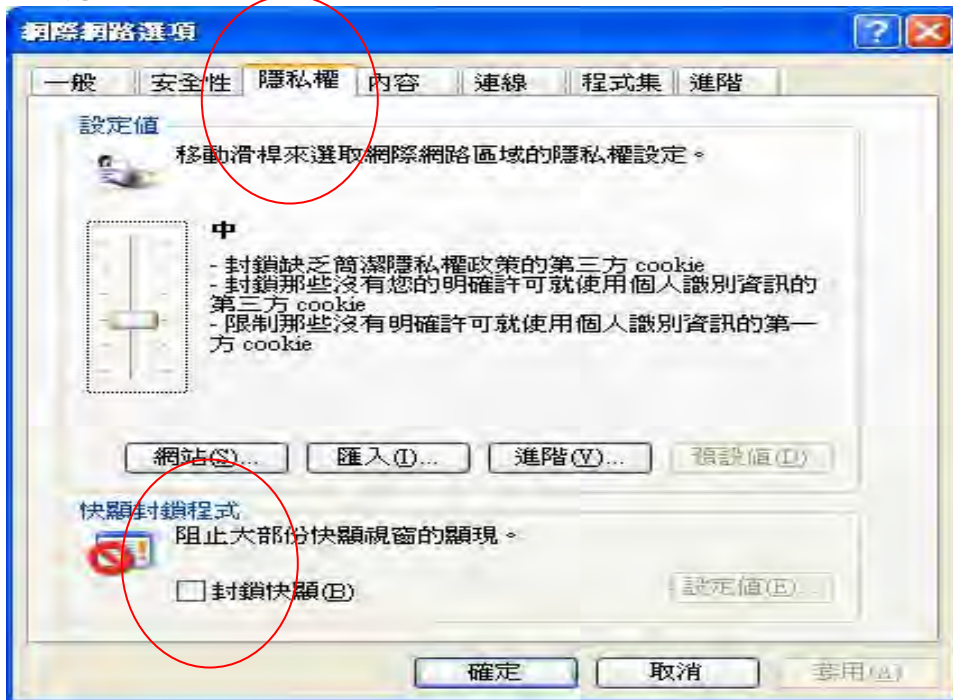 網際網路選項
一般 安全性 隱私權 內容 連線 程式集 進階
設定值
移動滑桿來選取網際網路區域的隱私權設定。
中
- 封鎖缺乏簡潔隱私權政策的第三方 cookie
- 封鎖那些沒有您的明確許可就使用個人識別資訊的
第三方 cookie
- 限制那些沒有明確許可就使用個人識別資訊的第一
方 cookie
網站(S)... 匯入(I)... 進階(V)... 預設值(D)
快顯封鎖程式
阻止大部份快顯視窗的顯現。
封鎖快顯(B) 設定值(E)...
確定 取消 套用(A)